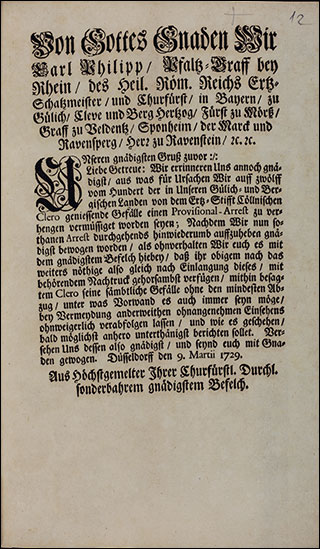 12
Von Gottes Gnaden Wir
Carl Philipp/ Pfaltz-Graff bey
Rhein/ des Heil. Röm. Reichs Ertz-
Schatzmeister/ und Churfürst/ in Bayern/ zu
Gülich/ Cleve und Berg Hertzog/ Fürst zu Mörß/
Graff zu Veldentz/ Sponheim/ der Marck und
Ravensperg/ Herr zu Ravenstein/ ꝛc. ꝛc.
UNseren gnädigsten Gruß zuvor :/:
Liebe Getreue: Wir erinneren Uns annoch gnä-
digst/ aus was für Ursachen Wir auff zwölff
vom Hundert der in Unseren Gülich- und Ber-
gischen Landen von dem Ertz-Stifft Cöllnischen
Clero geniessende Gefälle einen Provisional-Arrest zu ver-
hengen vermüssiget worden seyen; Nachdem Wir nun so-
thanen Arrest durchgehends hinwiederumb auffzuheben gnä-
digst bewogen worden/ als ohnverhalten Wir euch es mit
dem gnädigstem Befelch hiebey/ daß ihr obigem nach das
weiters nöthige also gleich nach Einlangung dieses/ mit
behörendem Nachtruck gehorsambst verfügen/ mithin besag-
tem Clero seine sämbtliche Gefälle ohne den mindesten Ab-
zug/ unter was Vorwand es auch immer seyn möge/
bey Vermeydung anderweithen ohnangenehmen Einsehens
ohnweigerlich verabfolgen lassen/ und wie es geschehen/
bald möglichst anhero unterthänigst berichten sollet. Ver-
sehen Uns dessen also gnädigst/ und seynd euch mit Gna-
den gewogen. Düsseldorff den 9. Martii 1729.
Aus Höchstgemelter Ihrer Churfürstl. Durchl.
sonderbahrem gnädigstem Befelch.